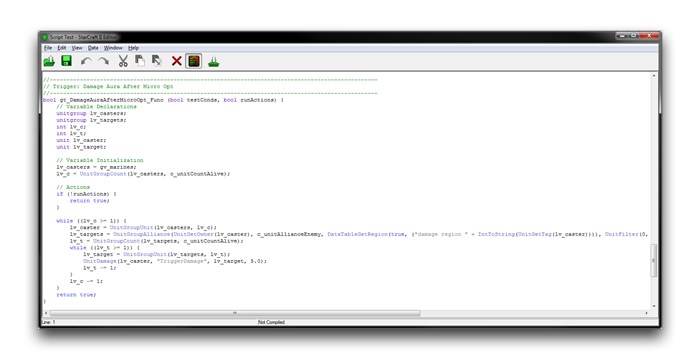 Script Test - StarCraft II Editor
File Edit View Data Window Help
//--------------------------------------------------------------------------------------------------
// Trigger: Damage Aura After Micro Opt
//--------------------------------------------------------------------------------------------------
bool gt_DamageAuraAfterMicroOpt_Func (bool testConds, bool runActions) {
    // Variable Declarations
    unitgroup lv_casters;
    unitgroup lv_targets;
    int lv_c;
    int lv_t;
    unit lv_caster;
    unit lv_target;

    // Variable Initialization
    lv_casters = gv_marines;
    lv_c = UnitGroupCount(lv_casters, c_unitCountAlive);

    // Actions
    if (!runActions) {
        return true;
    }

    while ((lv_c >= 1)) {
        lv_caster = UnitGroupUnit(lv_casters, lv_c);
        lv_targets = UnitGroupAlliance(UnitGetOwner(lv_caster), c_unitAllianceEnemy, DataTableGetRegion(true, ("damage region " + IntToString(UnitGetTag(lv_caster)))), UnitFilter(0,
        lv_t = UnitGroupCount(lv_targets, c_unitCountAlive);
        while ((lv_t >= 1)) {
            lv_target = UnitGroupUnit(lv_targets, lv_t);
            UnitDamage(lv_caster, "TriggerDamage", lv_target, 5.0);
            lv_t -= 1;
        }
        lv_c -= 1;
    }
    return true;
}
Line: 1 Not Compiled